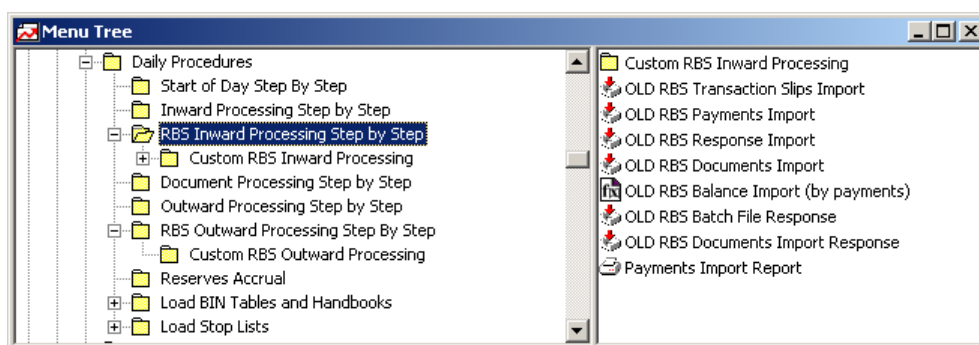 Menu Tree
Daily Procedures
Start of Day Step By Step
Inward Processing Step by Step
RBS Inward Processing Step by Step
Custom RBS Inward Processing
Document Processing Step by Step
Outward Processing Step by Step
RBS Outward Processing Step By Step
Custom RBS Outward Processing
Reserves Accrual
Load BIN Tables and Handbooks
Load Stop Lists
Custom RBS Inward Processing
OLD RBS Transaction Slips Import
OLD RBS Payments Import
OLD RBS Response Import
OLD RBS Documents Import
OLD RBS Balance Import (by payments)
OLD RBS Batch File Response
OLD RBS Documents Import Response
Payments Import Report